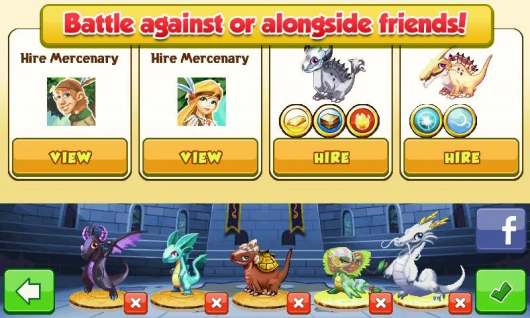 Battle against or alongside friends!
Hire Mercenary
Hire Mercenary
VIEW
VIEW
HIRE
HIRE
f